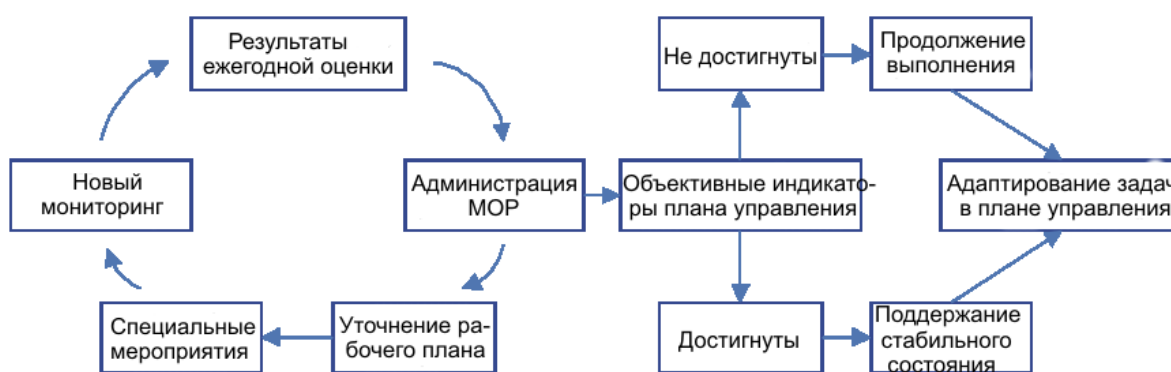 Результаты
ежегодной оценки
Новый
мониторинг
Администрация
МОР
Специальные
мероприятия
Уточнение ра-
бочего плана
Не достигнуты
Продолжение
выполнения
Объективные индикато-
ры плана управления
Адаптирование задач
в плане управления
Достигнуты
Поддержание
стабильного
состояния